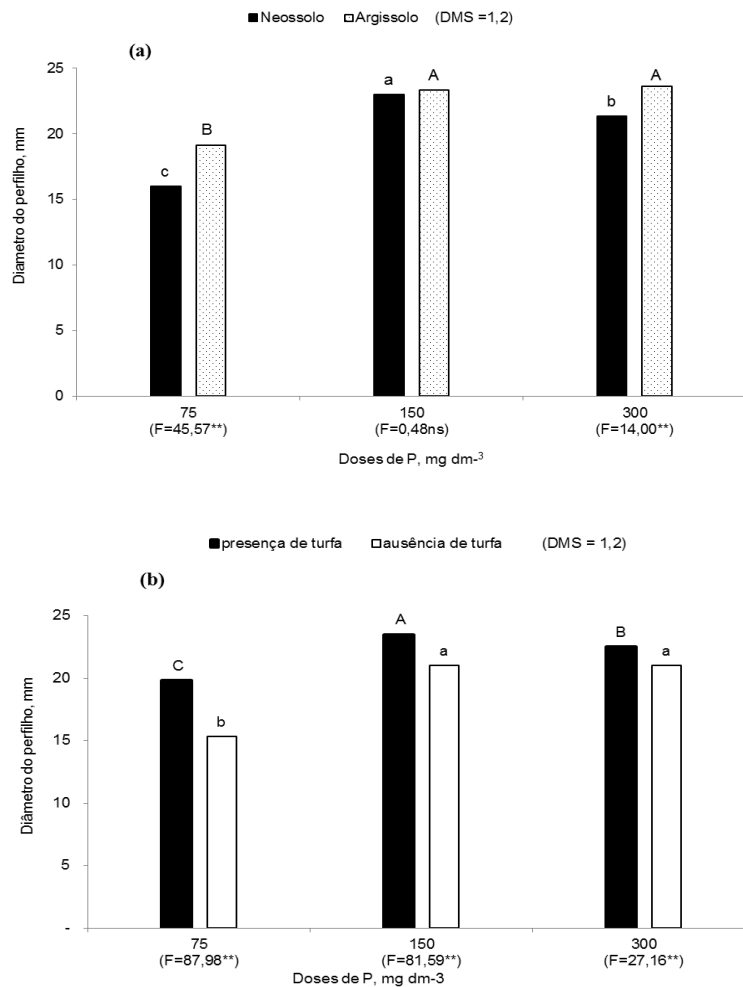 Neossolo Argissolo (DMS =1,2)
(a)
Diametro do perfilho, mm
25
20
15
10
5
0
c
B
a
A
b
A
75
150
300
(F=45,57**)
(F=0,48ns)
(F=14,00**)
Doses de P, mg dm-³
presença de turfa ausência de turfa (DMS = 1,2)
(b)
Diâmetro do perfilho, mm
25
20
15
10
5
-
C
b
A
a
B
a
75
150
300
(F=87,98**)
(F=81,59**)
(F=27,16**)
Doses de P, mg dm-3